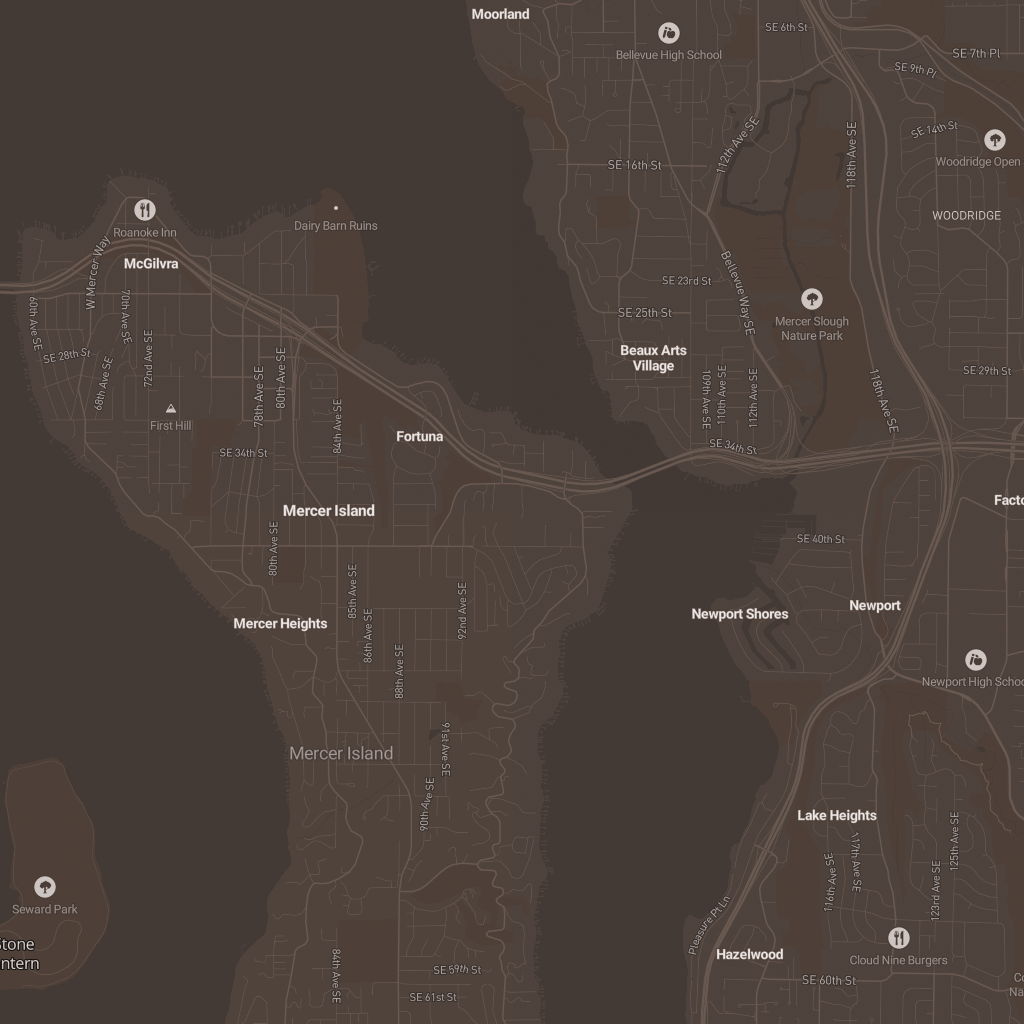 Moorland
SE 6th St
Bellevue High School
SE 7th Pl
SE 9th Pl
112th Ave SE
118th Ave SE
SE 14th St
Woodridge Open
SE 16th St
WOODRIDGE
Roanoke Inn
Dairy Barn Ruins
W Mercer Way
McGilvra
SE 23rd St
Bellevue Way SE
60th Ave SE
70th Ave SE
SE 25th St
Mercer Slough
Nature Park
72nd Ave SE
SE 28th St
68th Ave SE
78th Ave SE
80th Ave SE
Beaux Arts
Village
109th Ave SE
110th Ave SE
112th Ave SE
118th Ave SE
SE 29th St
First Hill
84th Ave SE
Fortuna
SE 34th St
SE 34th St
Mercer Island
Facto
80th Ave SE
SE 40th St
85th Ave SE
86th Ave SE
92nd Ave SE
Newport Shores
Newport
Mercer Heights
88th Ave SE
Newport High Schoo
91st Ave SE
Mercer Island
90th Ave SE
Lake Heights
116th Ave SE
117th Ave SE
125th Ave SE
123rd Ave SE
Seward Park
Pleasure Pt Ln
Stone
ntern
Hazelwood
Cloud Nine Burgers
84th Ave SE
SE 59th St
SE 60th St
SE 61st St
Co
Na